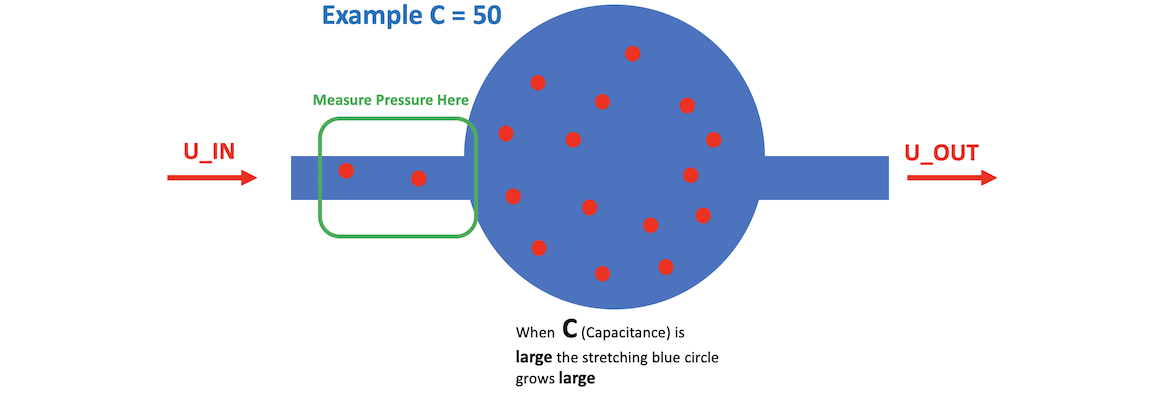 Example C = 50
Measure Pressure Here
U_IN
U_OUT
When C (Capacitance) is
large the stretching blue circle
grows large